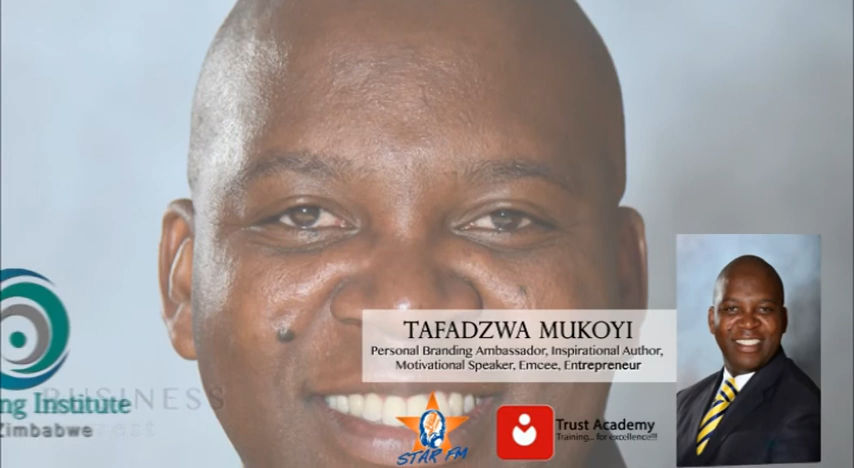 TAFADZWA MUKOYI
Personal Branding Ambassador, Inspirational Author,
Motivational Speaker, Emcee, Entrepreneur
BUSINESS
ng Institute
Zimbabwe
STAR FM
Trust Academy
Training... for excellence!!!